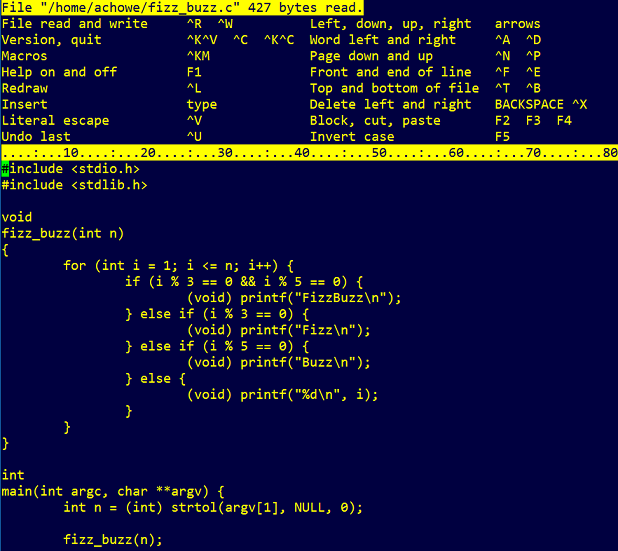 File "/home/achowe/fizz_buzz.c" 427 bytes read.
File read and write     ^R  ^W          Left, down, up, right   arrows
Version, quit           ^K^V  ^C  ^K^C  Word left and right     ^A  ^D
Macros                  ^KM             Page down and up        ^N  ^P
Help on and off         F1              Front and end of line   ^F  ^E
Redraw                  ^L              Top and bottom of file  ^T  ^B
Insert                  type            Delete left and right   BACKSPACE ^X
Literal escape          ^V              Block, cut, paste       F2  F3  F4
Undo last               ^U              Invert case             F5
....:...10....:...20....:...30....:...40....:...50....:...60....:...70....:...80
#include <stdio.h>
#include <stdlib.h>

void
fizz_buzz(int n)
{
        for (int i = 1; i <= n; i++) {
                if (i % 3 == 0 && i % 5 == 0) {
                        (void) printf("FizzBuzz\n");
                } else if (i % 3 == 0) {
                        (void) printf("Fizz\n");
                } else if (i % 5 == 0) {
                        (void) printf("Buzz\n");
                } else {
                        (void) printf("%d\n", i);
                }
        }
}

int
main(int argc, char **argv) {
        int n = (int) strtol(argv[1], NULL, 0);

        fizz_buzz(n);